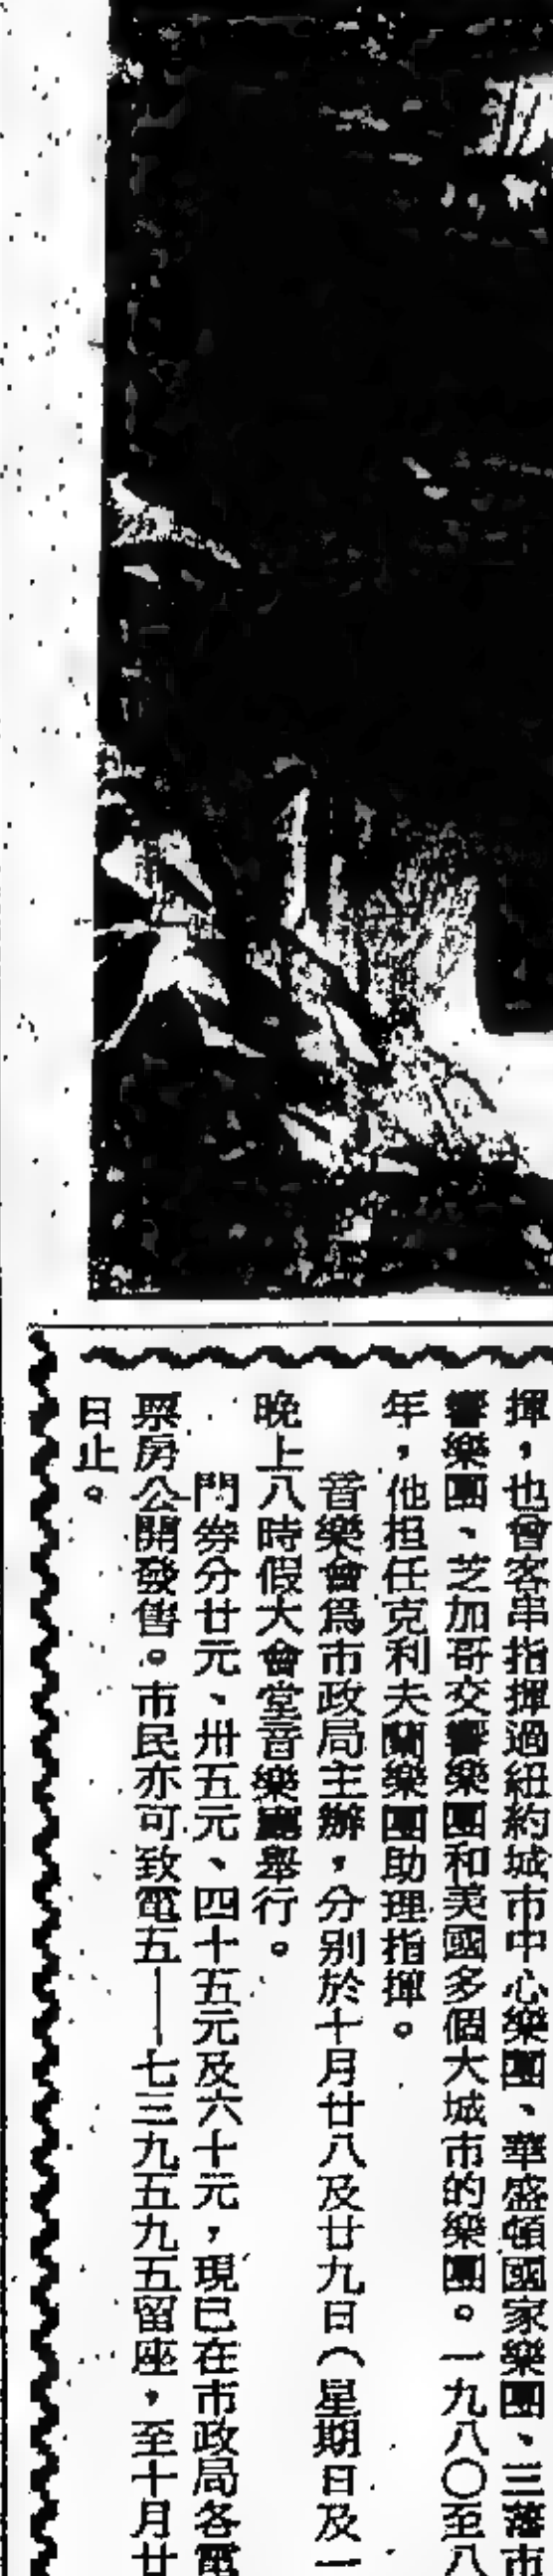 揮，也曾客串指揮過紐約城市中心樂團、華盛頓國家樂團、三藩市
響樂團、芝加哥交響樂團和美國多個大城市的樂團。一九八〇至八
年，他担任克利夫蘭樂團助理指揮。
音樂會爲市政局主辦，分別於十月廿八及廿九日（星期日及一
晚上八時假大會堂音樂廳舉行。
門券分廿元、卅五元、四十五元及六十元，現已在市政局各電
票房公開發售。市民亦可致電五——七三九五九五留座，至十月廿
日止。